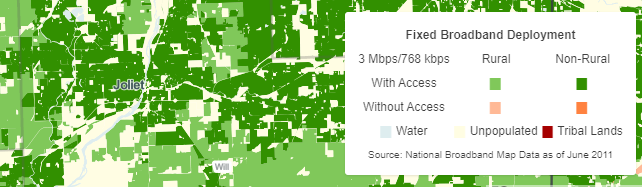 Joliet
Will
Fixed Broadband Deployment
3 Mbps/768 kbps Rural Non-Rural
With Access
Without Access
Water Unpopulated Tribal Lands
Source: National Broadband Map Data as of June 2011